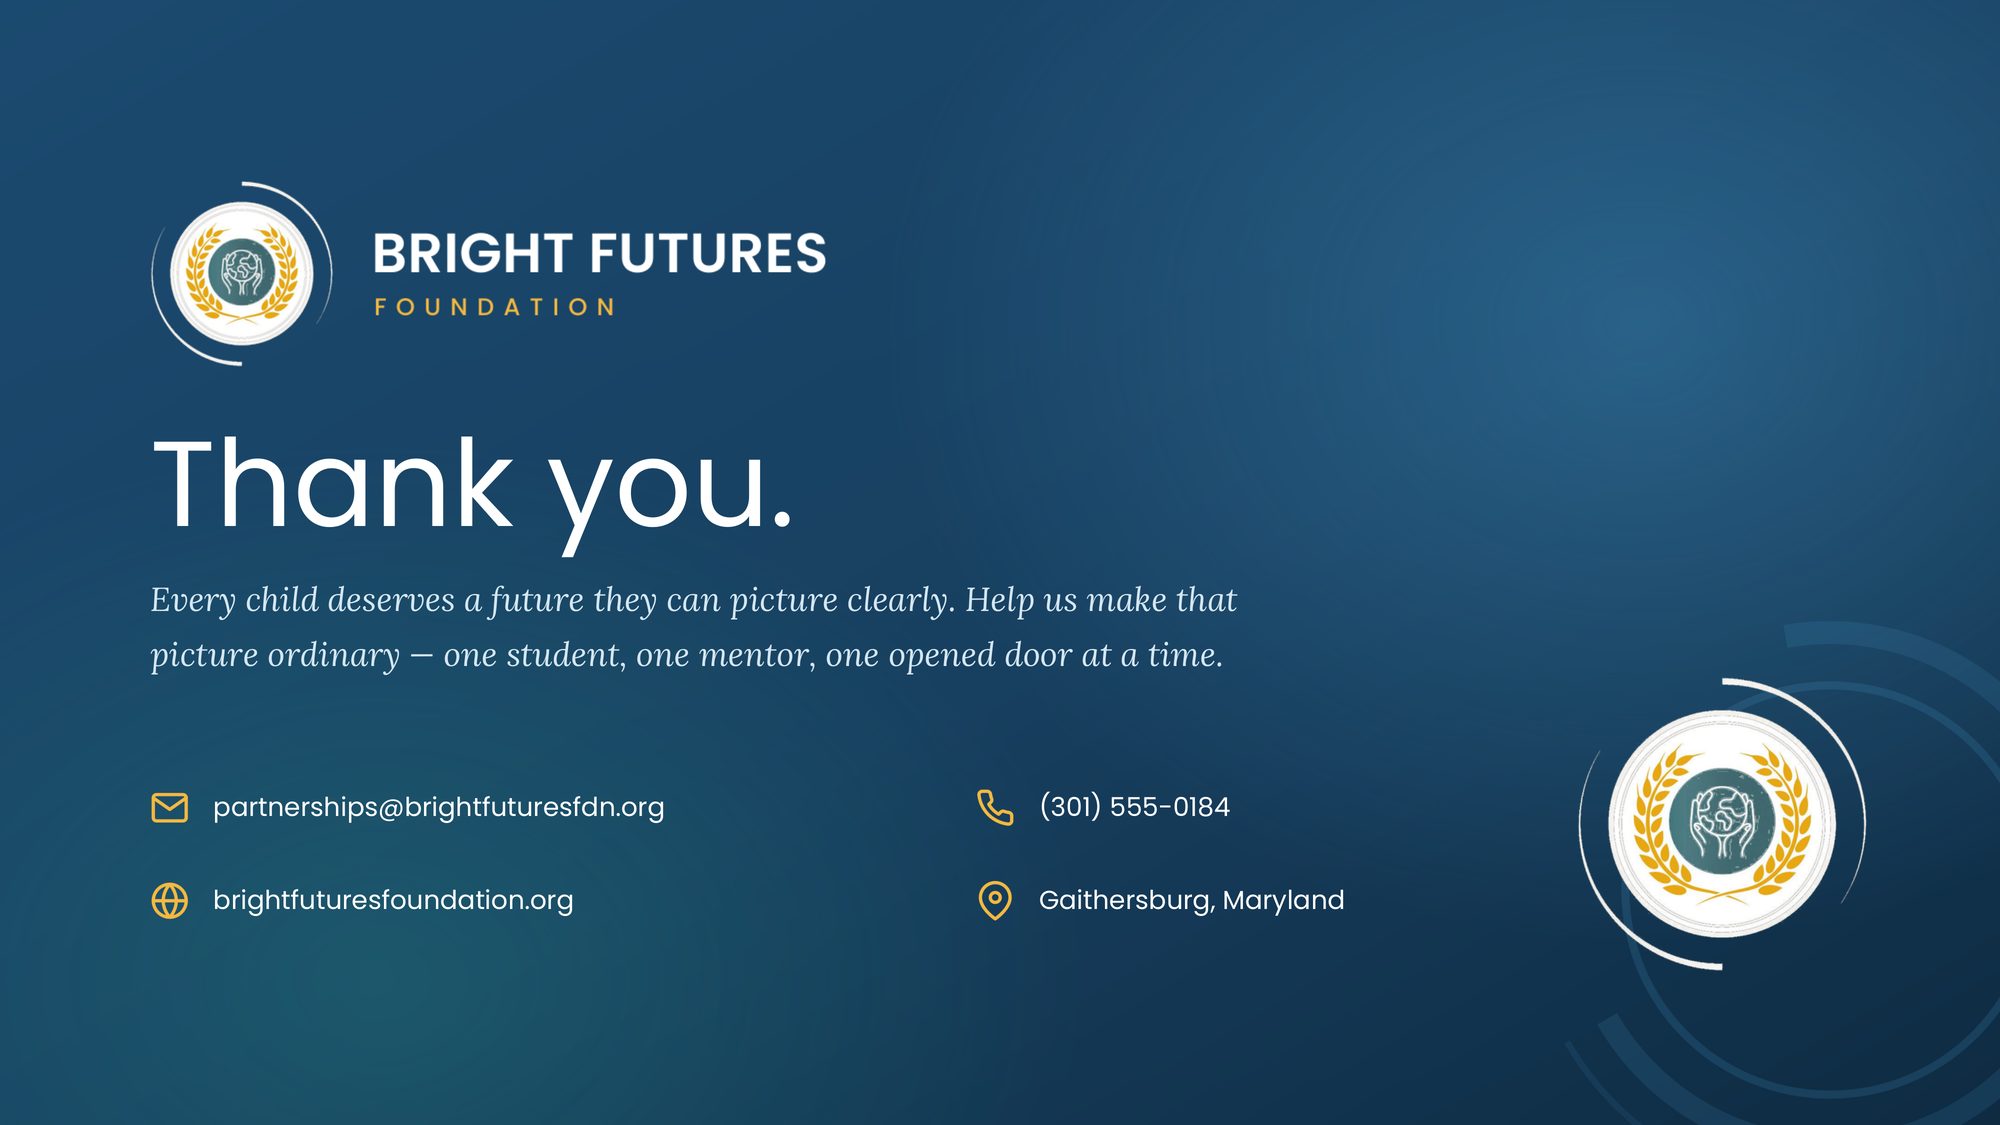 BRIGHT FUTURES
FOUNDATION
Thank you.
Every child deserves a future they can picture clearly. Help us make that
picture ordinary — one student, one mentor, one opened door at a time.
partnerships@brightfuturesfdn.org
(301) 555-0184
brightfuturesfoundation.org
Gaithersburg, Maryland